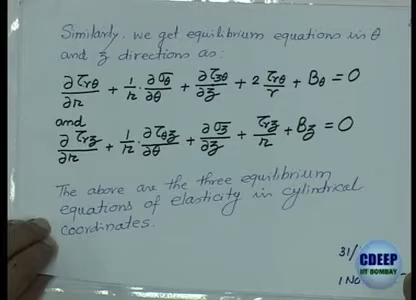 Similarly, we get equilibrium equations in θ
and z directions as:
∂τrθ/∂r + 1/r · ∂σθ/∂θ + ∂τzθ/∂z + 2 τrθ/r + Bθ = 0
and
∂τrz/∂r + 1/r · ∂τθz/∂θ + ∂σz/∂z + τrz/r + Bz = 0
The above are the three equilibrium
equations of elasticity in cylindrical
coordinates.
31/
CDEEP
IIT BOMBAY
1 No